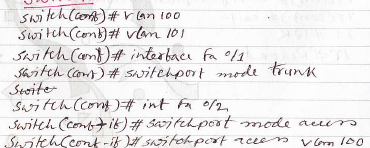 switch(conf)# vlan 100
switch(conf)# vlan 101
switch(conf)# interface fa 0/1
switch(conf)# switchport mode trunk
switch(conf)# int fa 0/2
switch(conf-if)# switchport mode access
switch(conf-if)# switchport access vlan 100